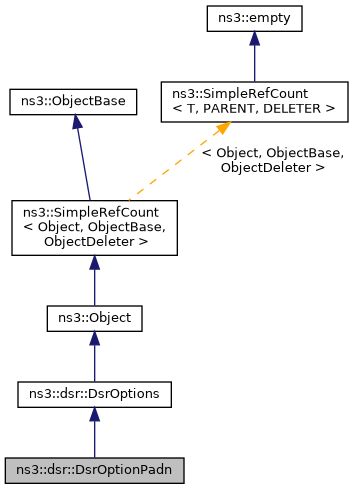 ns3::empty
ns3::SimpleRefCount
< T, PARENT, DELETER >
ns3::ObjectBase
< Object, ObjectBase,
ObjectDeleter >
ns3::SimpleRefCount
< Object, ObjectBase,
ObjectDeleter >
ns3::Object
ns3::dsr::DsrOptions
ns3::dsr::DsrOptionPadn